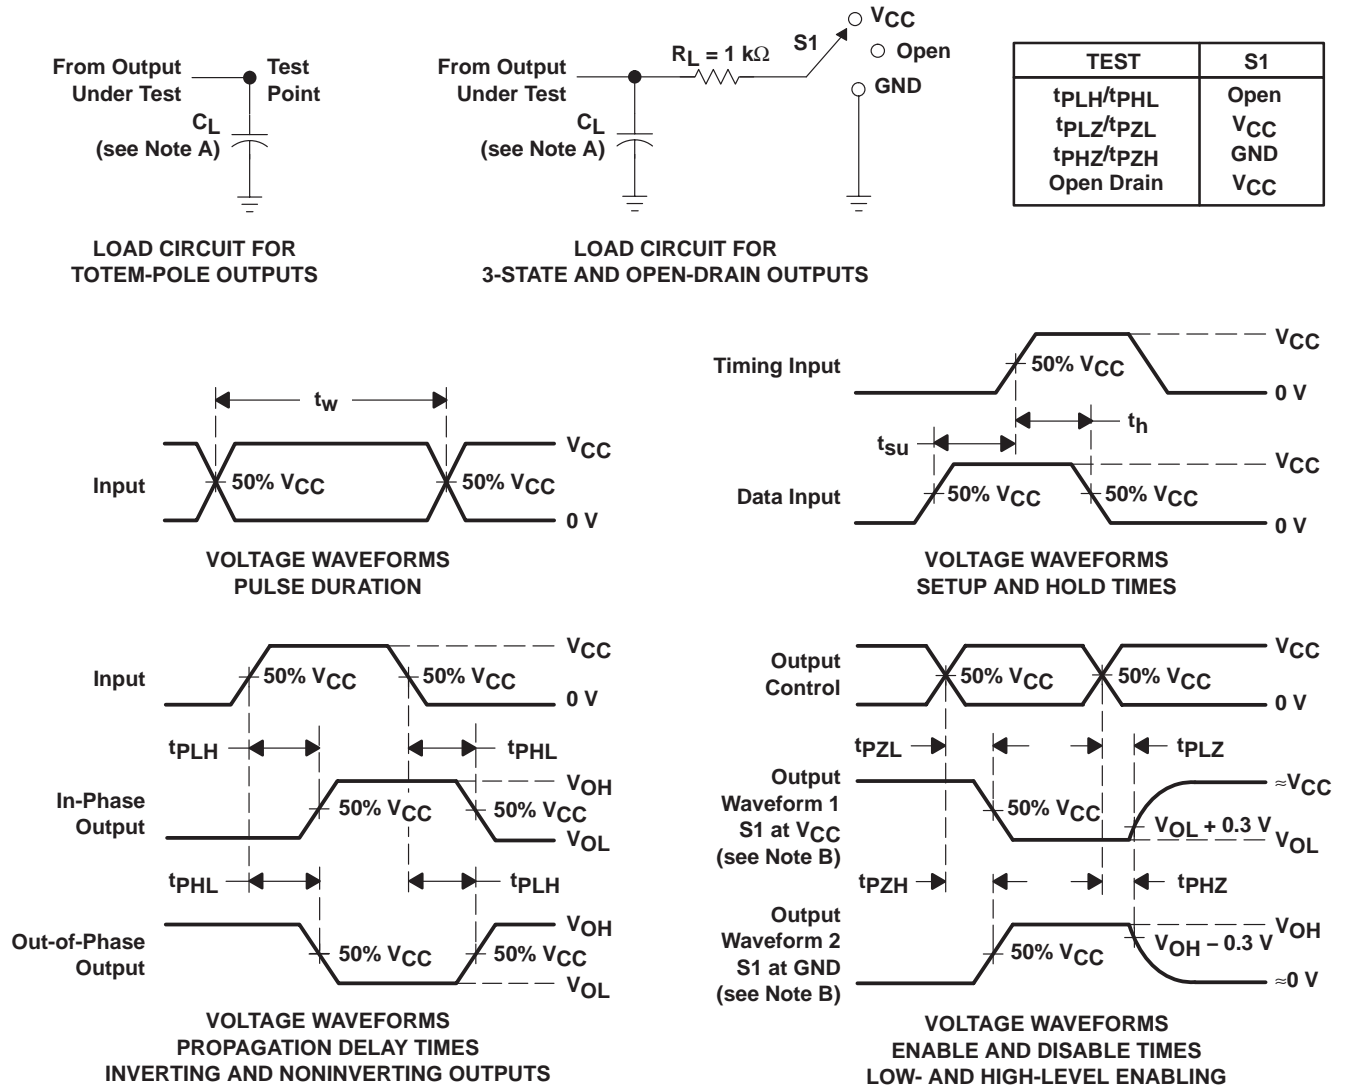 From Output
Under Test
Test
Point
CL
(see Note A)
LOAD CIRCUIT FOR
TOTEM-POLE OUTPUTS
From Output
Under Test
RL = 1 kΩ
S1
VCC
Open
GND
CL
(see Note A)
LOAD CIRCUIT FOR
3-STATE AND OPEN-DRAIN OUTPUTS
TEST S1
tPLH/tPHL Open
tPLZ/tPZL VCC
tPHZ/tPZH GND
Open Drain VCC
tw
Input
50% VCC
50% VCC
VCC
0 V
VOLTAGE WAVEFORMS
PULSE DURATION
Timing Input
50% VCC
VCC
0 V
tsu
th
Data Input
50% VCC
50% VCC
VCC
0 V
VOLTAGE WAVEFORMS
SETUP AND HOLD TIMES
Input
50% VCC
50% VCC
VCC
0 V
tPLH
tPHL
In-Phase
Output
50% VCC
50% VCC
VOH
VOL
tPHL
tPLH
Out-of-Phase
Output
50% VCC
50% VCC
VOH
VOL
VOLTAGE WAVEFORMS
PROPAGATION DELAY TIMES
INVERTING AND NONINVERTING OUTPUTS
Output
Control
50% VCC
50% VCC
VCC
0 V
tPZL
tPLZ
Output
Waveform 1
S1 at VCC
(see Note B)
50% VCC
≈VCC
VOL + 0.3 V
VOL
tPZH
tPHZ
Output
Waveform 2
S1 at GND
(see Note B)
50% VCC
VOH
VOH – 0.3 V
≈0 V
VOLTAGE WAVEFORMS
ENABLE AND DISABLE TIMES
LOW- AND HIGH-LEVEL ENABLING